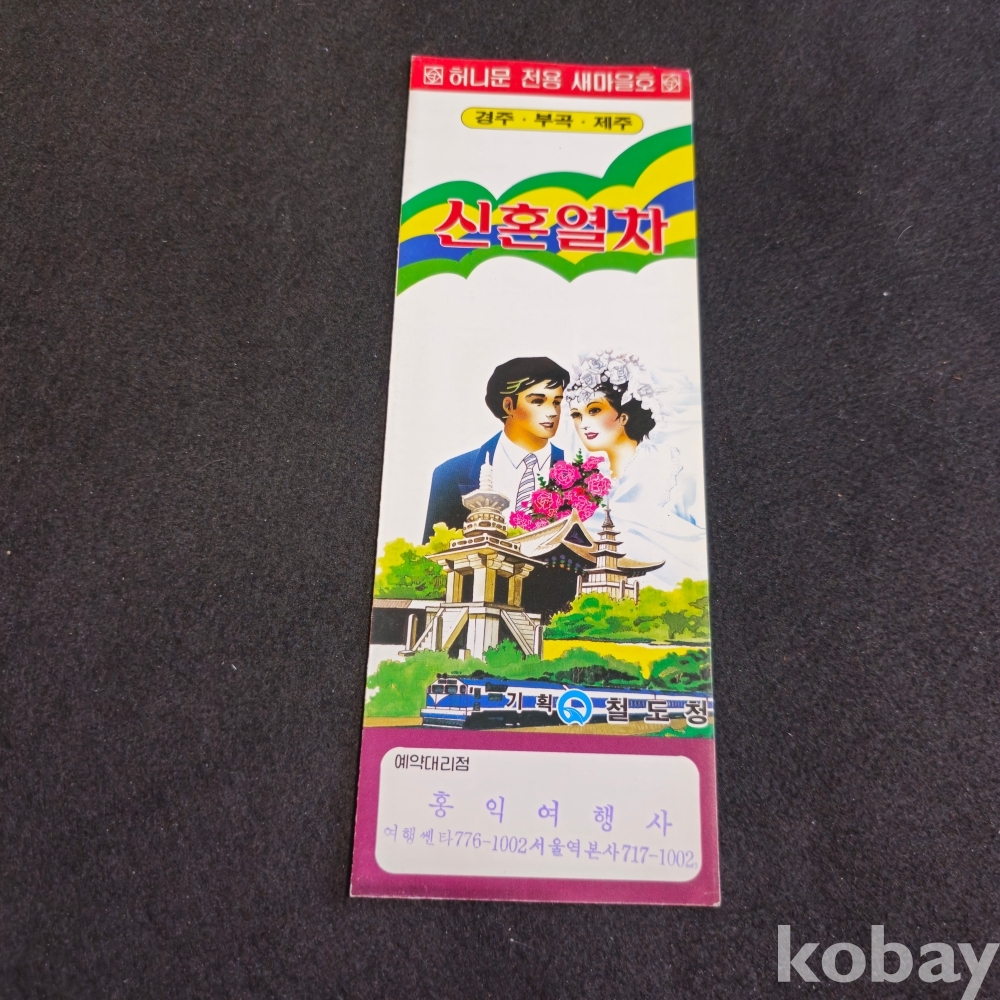 허니문 전용 새마을호
경주 · 부곡 · 제주
신혼열차
기획 철도청
예약대리점
홍익여행사
여행쎈타776-1002서울역본사717-1002
kobay